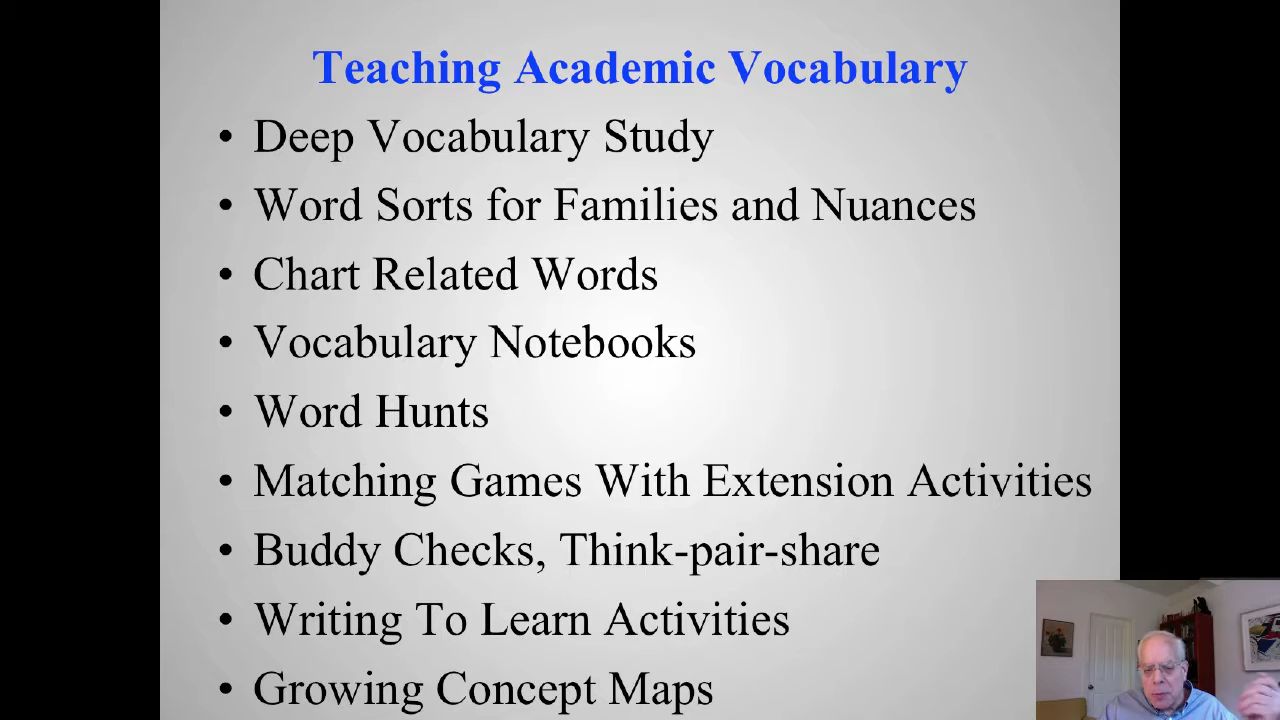 Teaching Academic Vocabulary
• Deep Vocabulary Study
• Word Sorts for Families and Nuances
• Chart Related Words
• Vocabulary Notebooks
• Word Hunts
• Matching Games With Extension Activities
• Buddy Checks, Think-pair-share
• Writing To Learn Activities
• Growing Concept Maps